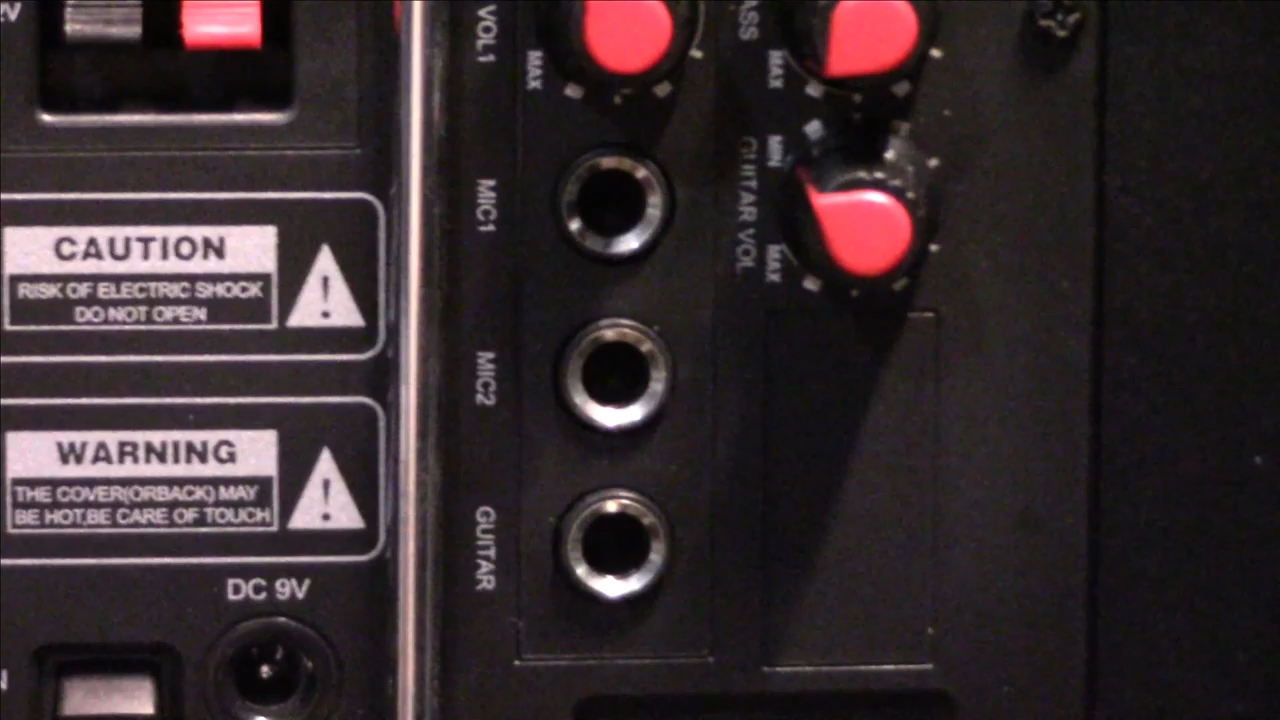 CAUTION
RISK OF ELECTRIC SHOCK
DO NOT OPEN
WARNING
THE COVER(ORBACK) MAY
BE HOT,BE CARE OF TOUCH
DC 9V
VOL1
MAX
MIC1
MIC2
GUITAR
MAX
MIN
GUITAR VOL
MAX